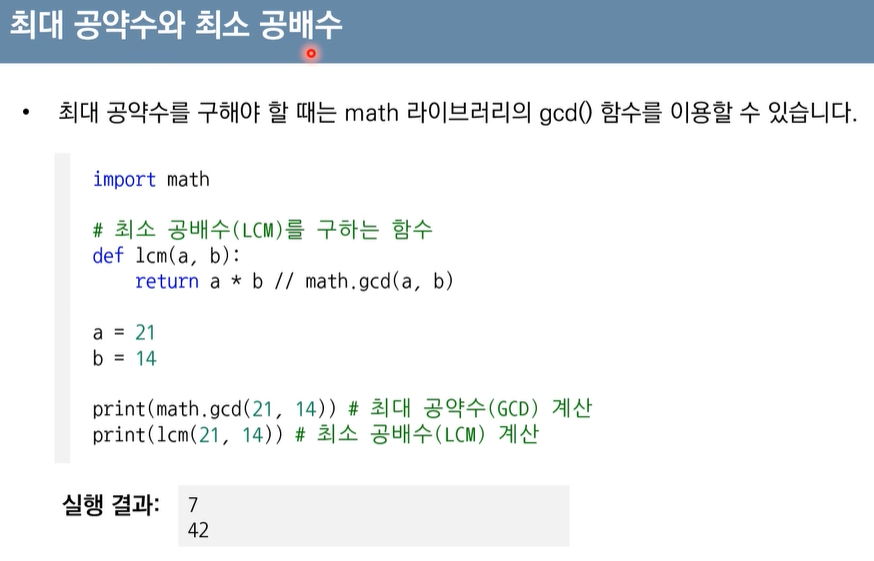 최대 공약수와 최소 공배수
• 최대 공약수를 구해야 할 때는 math 라이브러리의 gcd() 함수를 이용할 수 있습니다.
import math
# 최소 공배수(LCM)를 구하는 함수
def lcm(a, b):
    return a * b // math.gcd(a, b)
a = 21
b = 14
print(math.gcd(21, 14)) # 최대 공약수(GCD) 계산
print(lcm(21, 14)) # 최소 공배수(LCM) 계산
실행 결과:
7
42